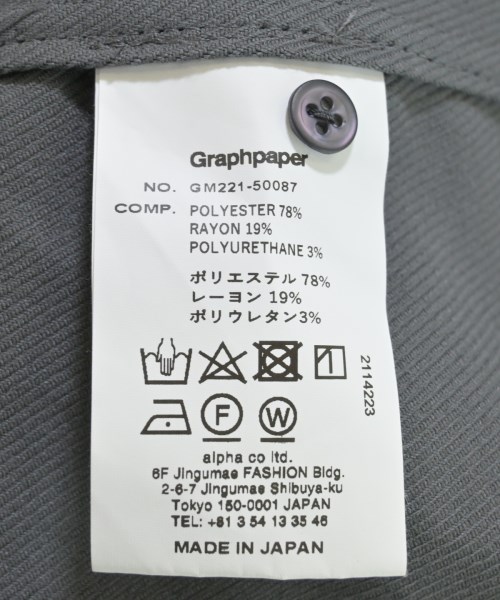 Graphpaper
NO. GM221-50087
COMP. POLYESTER 78%
RAYON 19%
POLYURETHANE 3%
ポリエステル 78%
レーヨン 19%
ポリウレタン3%
2114223
F W
alpha co ltd.
6F Jingumae FASHION Bldg.
2-6-7 Jingumae Shibuya-ku
Tokyo 150-0001 JAPAN
TEL: +81 3 54 13 35 46
MADE IN JAPAN